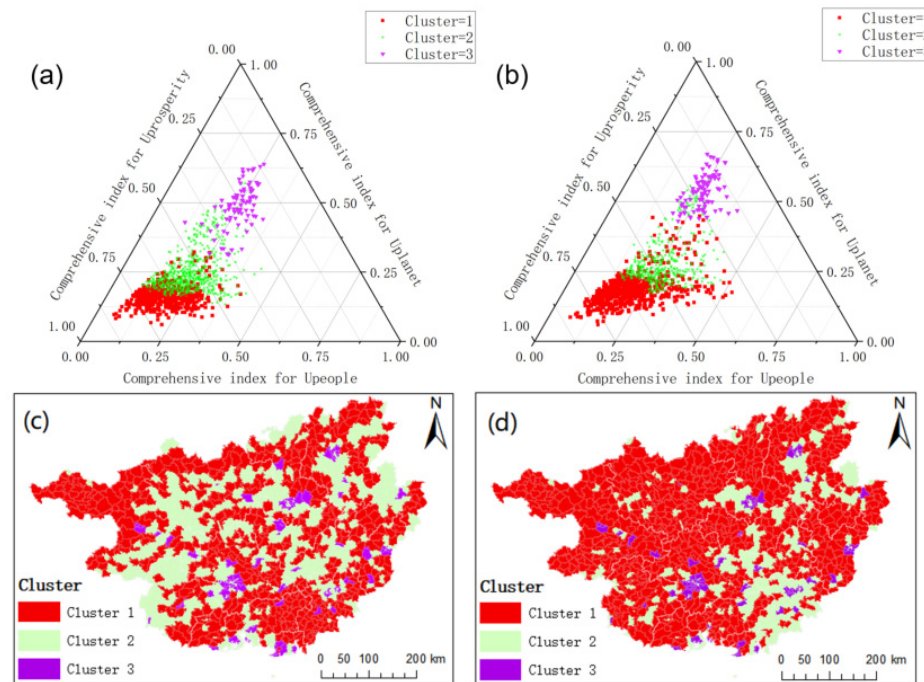 (a)
Cluster=1
Cluster=2
Cluster=3
0.00
1.00
0.25
0.75
0.50
0.50
0.75
0.25
1.00
0.00
0.00
0.25
0.50
0.75
1.00
Comprehensive index for Uprosperity
Comprehensive index for Uplanet
Comprehensive index for Upeople
(b)
Cluster=
Cluster=
Cluster=
0.00
1.00
0.25
0.75
0.50
0.50
0.75
0.25
1.00
0.00
0.00
0.25
0.50
0.75
1.00
Comprehensive index for Uprosperity
Comprehensive index for Uplanet
Comprehensive index for Upeople
(c)
N
Cluster
Cluster 1
Cluster 2
Cluster 3
0 50 100 200 km
(d)
N
Cluster
Cluster 1
Cluster 2
Cluster 3
0 50 100 200 km